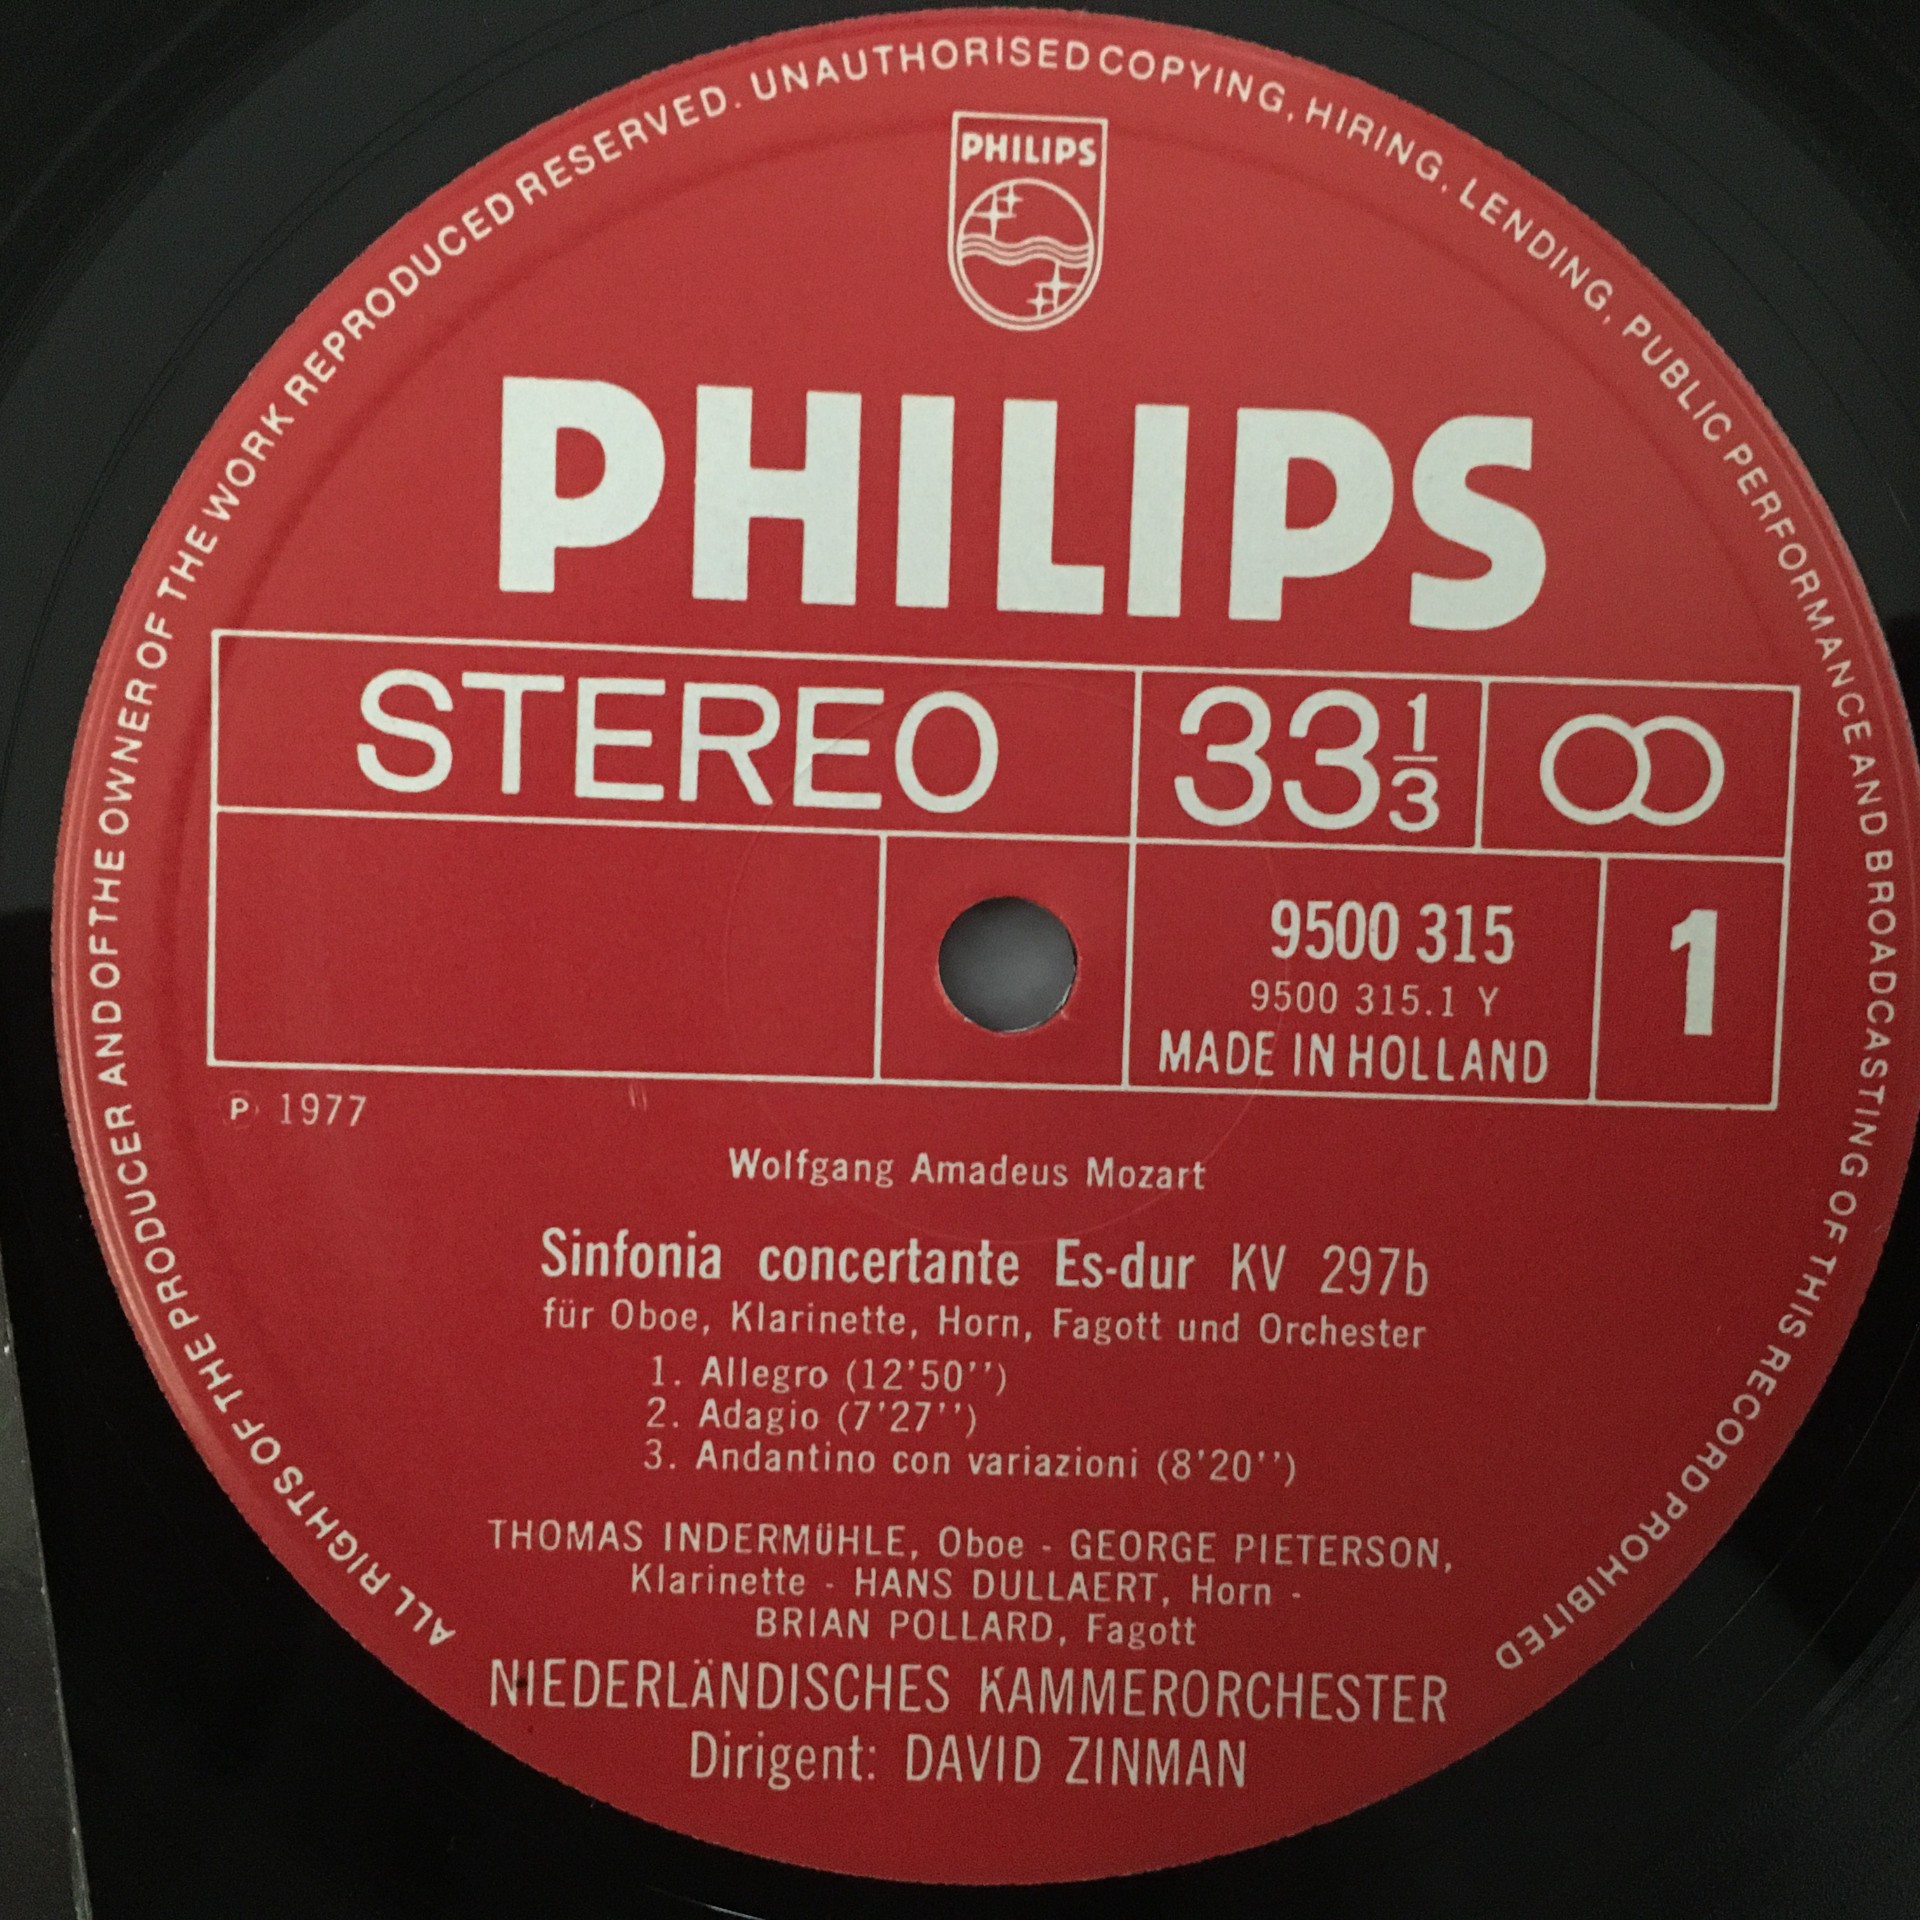 ALL RIGHTS OF THE PRODUCER AND OF THE OWNER OF THE WORK REPRODUCED RESERVED. UNAUTHORISED COPYING, HIRING, LENDING, PUBLIC PERFORMANCE AND BROADCASTING OF THIS RECORD PROHIBITED
PHILIPS
PHILIPS
STEREO 33 1/3
9500 315
9500 315.1 Y
MADE IN HOLLAND
1
Ⓟ 1977
Wolfgang Amadeus Mozart
Sinfonia concertante Es-dur KV 297b
für Oboe, Klarinette, Horn, Fagott und Orchester
1. Allegro (12'50'')
2. Adagio (7'27'')
3. Andantino con variazioni (8'20'')
THOMAS INDERMÜHLE, Oboe - GEORGE PIETERSON,
Klarinette - HANS DULLAERT, Horn -
BRIAN POLLARD, Fagott
NIEDERLÄNDISCHES KAMMERORCHESTER
Dirigent: DAVID ZINMAN